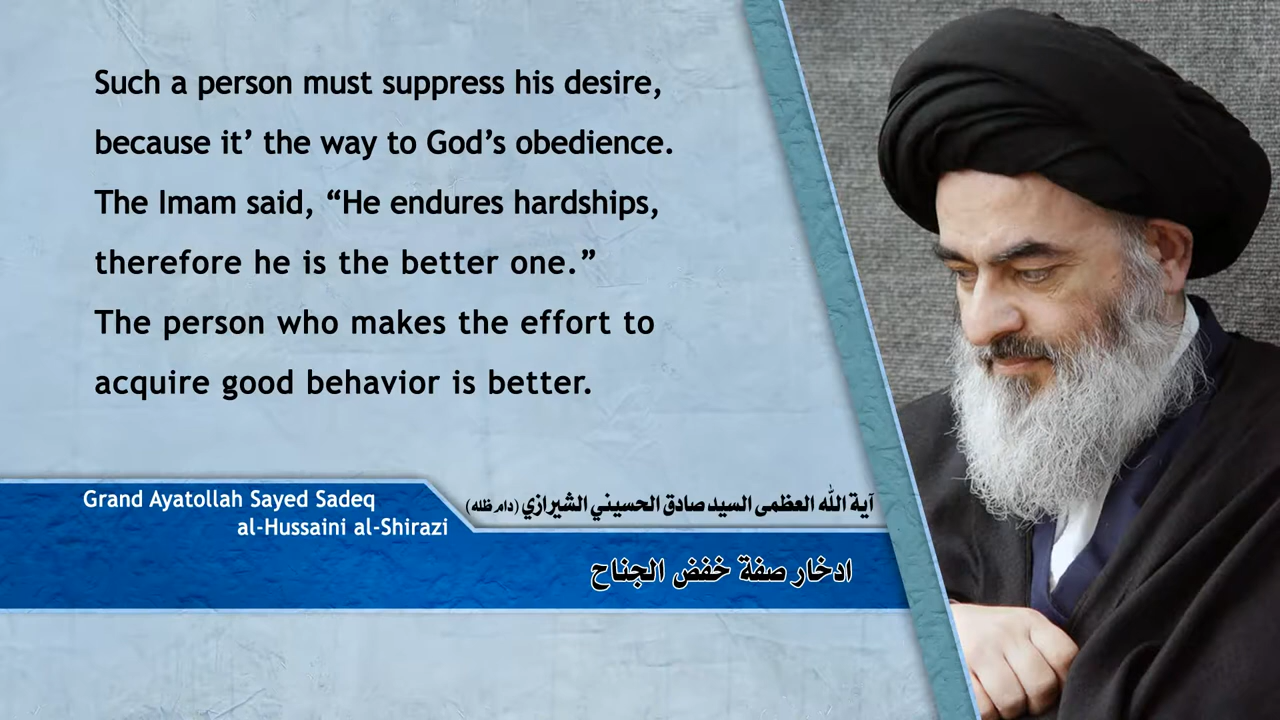 Such a person must suppress his desire,
because it’ the way to God’s obedience.
The Imam said, “He endures hardships,
therefore he is the better one.”
The person who makes the effort to
acquire good behavior is better.
Grand Ayatollah Sayed Sadeq
al-Hussaini al-Shirazi
آية الله العظمى السيد صادق الحسيني الشيرازي (دام ظله)
ادخار صفة خفض الجناح